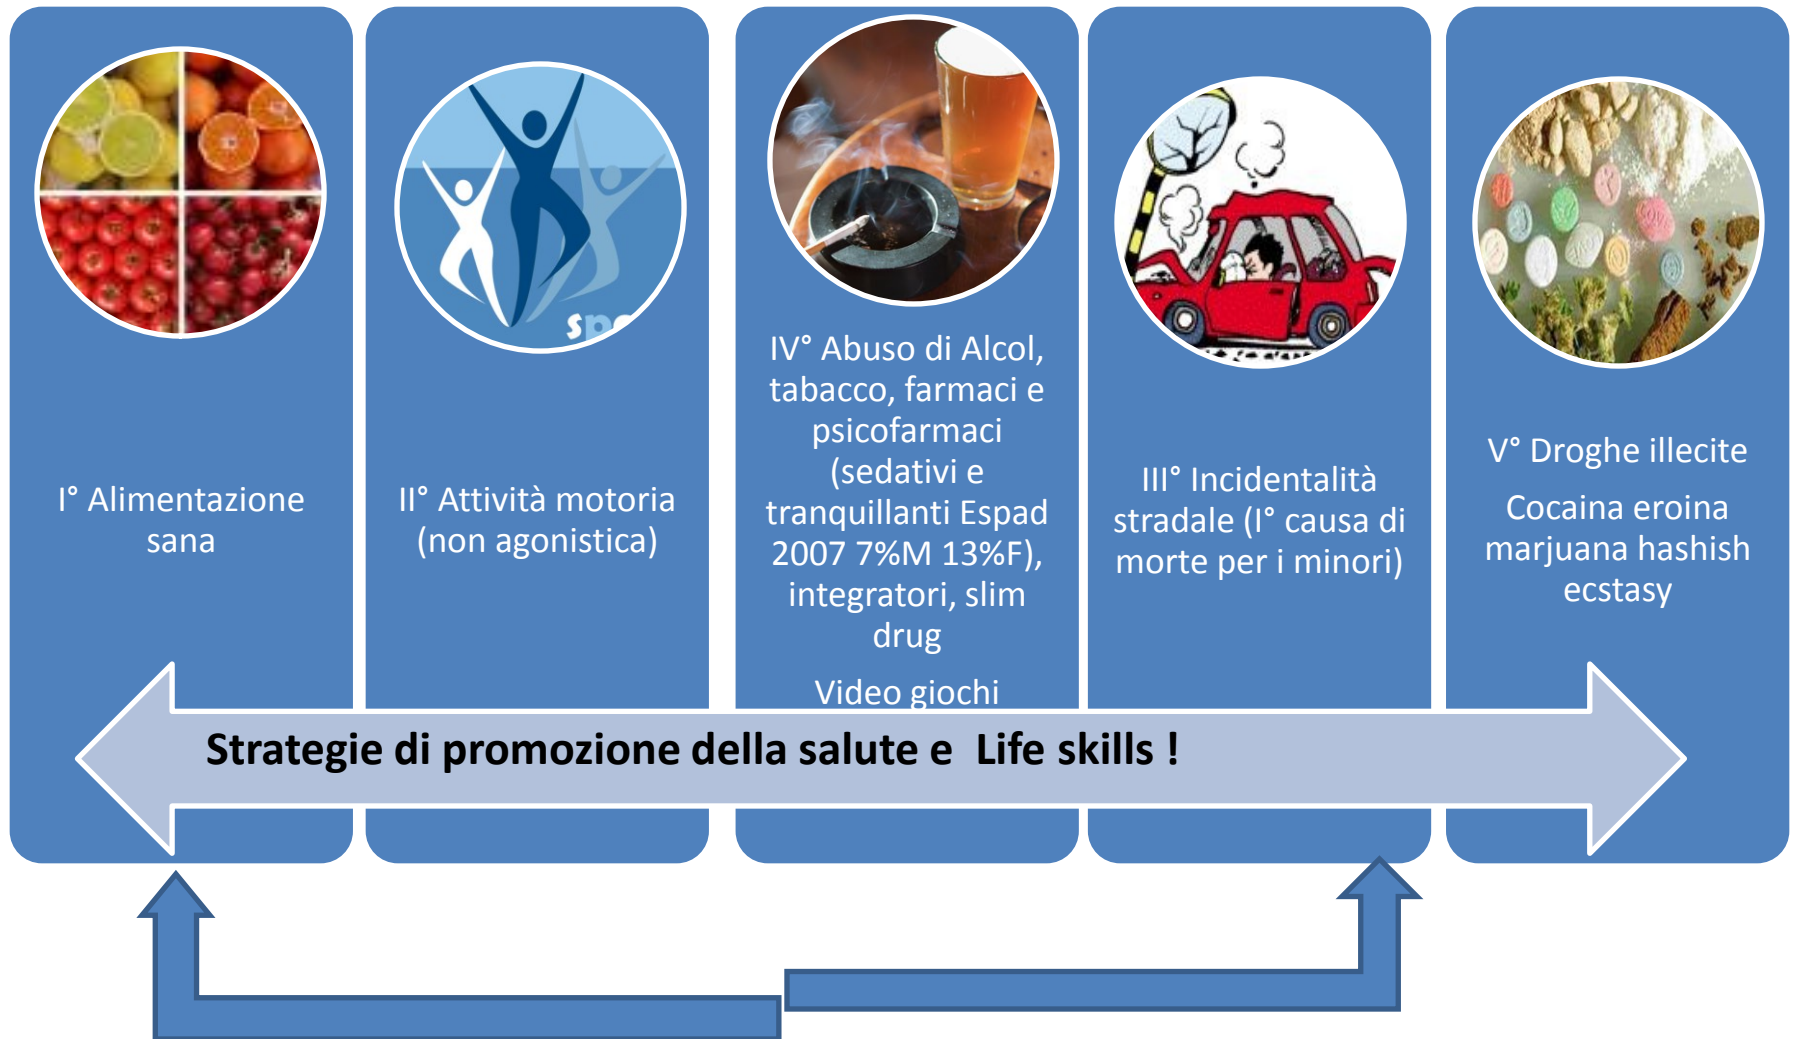 I° Alimentazione
sana
II° Attività motoria
(non agonistica)
IV° Abuso di Alcol,
tabacco, farmaci e
psicofarmaci
(sedativi e
tranquillanti Espad
2007 7%M 13%F),
integratori, slim
drug
Video giochi
III° Incidentalità
stradale (I° causa di
morte per i minori)
V° Droghe illecite
Cocaina eroina
marjuana hashish
ecstasy
Strategie di promozione della salute e Life skills !